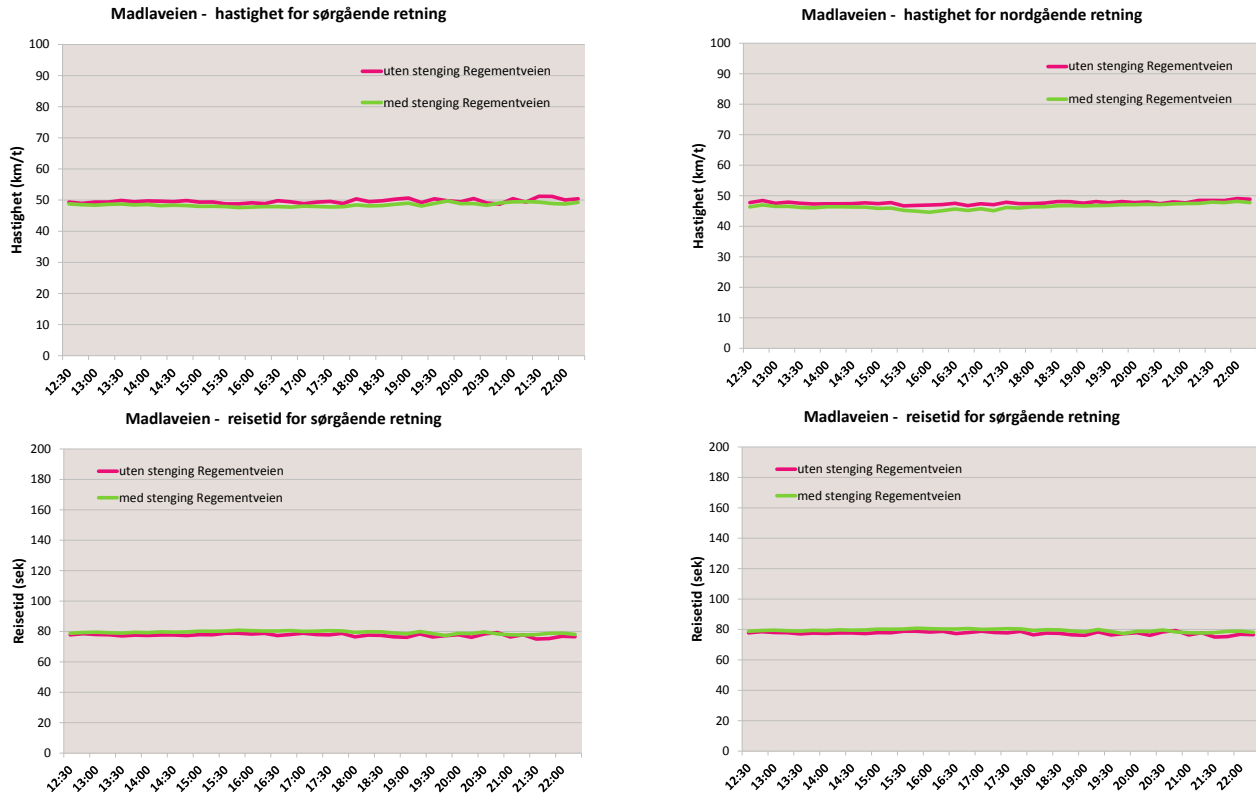 Madlaveien - hastighet for sørgående retning
Hastighet (km/t)
100
90
80
70
60
50
40
30
20
10
0
uten stenging Regementveien
med stenging Regementveien
12:30 13:00 13:30 14:00 14:30 15:00 15:30 16:00 16:30 17:00 17:30 18:00 18:30 19:00 19:30 20:00 20:30 21:00 21:30 22:00
Madlaveien - hastighet for nordgående retning
Hastighet (km/t)
100
90
80
70
60
50
40
30
20
10
0
uten stenging Regementveien
med stenging Regementveien
12:30 13:00 13:30 14:00 14:30 15:00 15:30 16:00 16:30 17:00 17:30 18:00 18:30 19:00 19:30 20:00 20:30 21:00 21:30 22:00
Madlaveien - reisetid for sørgående retning
Reisetid (sek)
200
180
160
140
120
100
80
60
40
20
0
uten stenging Regementveien
med stenging Regementveien
12:30 13:00 13:30 14:00 14:30 15:00 15:30 16:00 16:30 17:00 17:30 18:00 18:30 19:00 19:30 20:00 20:30 21:00 21:30 22:00
Madlaveien - reisetid for sørgående retning
Reisetid (sek)
200
180
160
140
120
100
80
60
40
20
0
uten stenging Regementveien
med stenging Regementveien
12:30 13:00 13:30 14:00 14:30 15:00 15:30 16:00 16:30 17:00 17:30 18:00 18:30 19:00 19:30 20:00 20:30 21:00 21:30 22:00